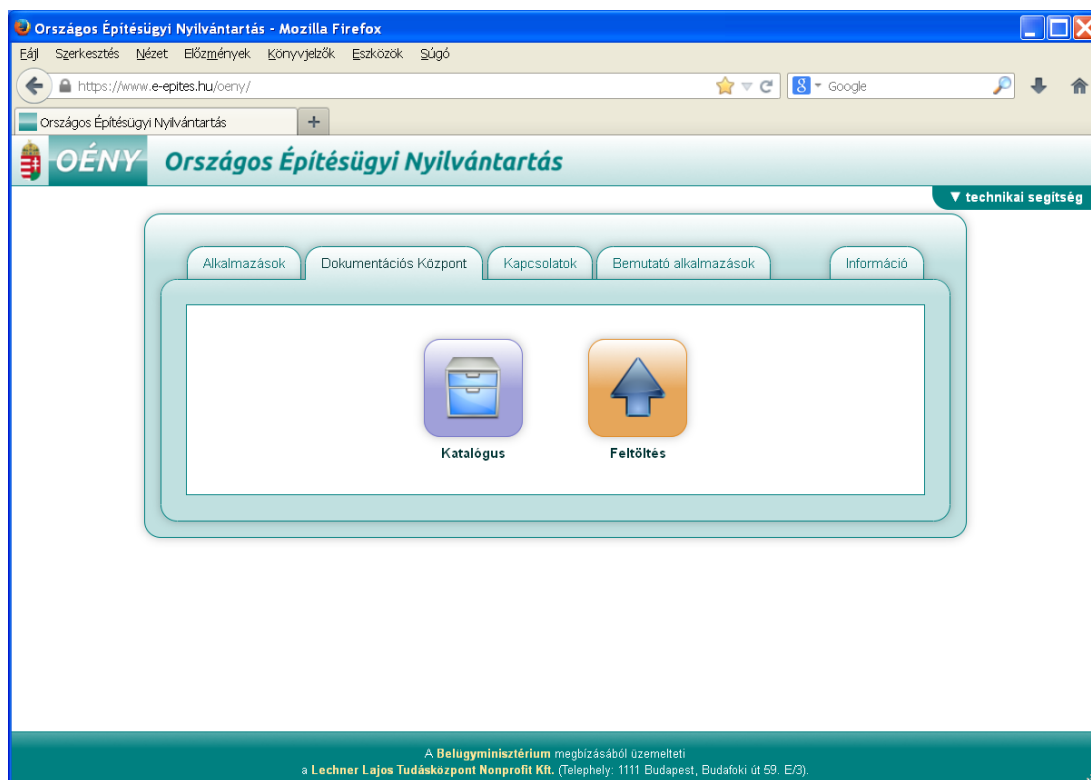 Országos Építésügyi Nyilvántartás - Mozilla Firefox
Fájl Szerkesztés Nézet Előzmények Könyvjelzők Eszközök Súgó
https://www.e-epites.hu/oeny/ 8 Google
Országos Építésügyi Nyilvántartás +
OÉNY Országos Építésügyi Nyilvántartás
▼ technikai segítség
Alkalmazások Dokumentációs Központ Kapcsolatok Bemutató alkalmazások Információ
Katalógus Feltöltés
A Belügyminisztérium megbízásából üzemelteti
a Lechner Lajos Tudásközpont Nonprofit Kft. (Telephely: 1111 Budapest, Budafoki út 59. E/3).